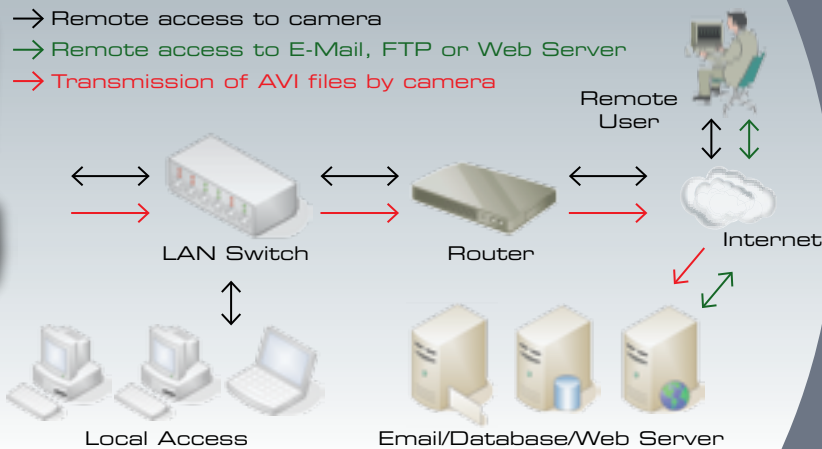 Remote access to camera
Remote access to E-Mail, FTP or Web Server
Transmission of AVI files by camera
Remote
User
LAN Switch
Router
Internet
Local Access
Email/Database/Web Server